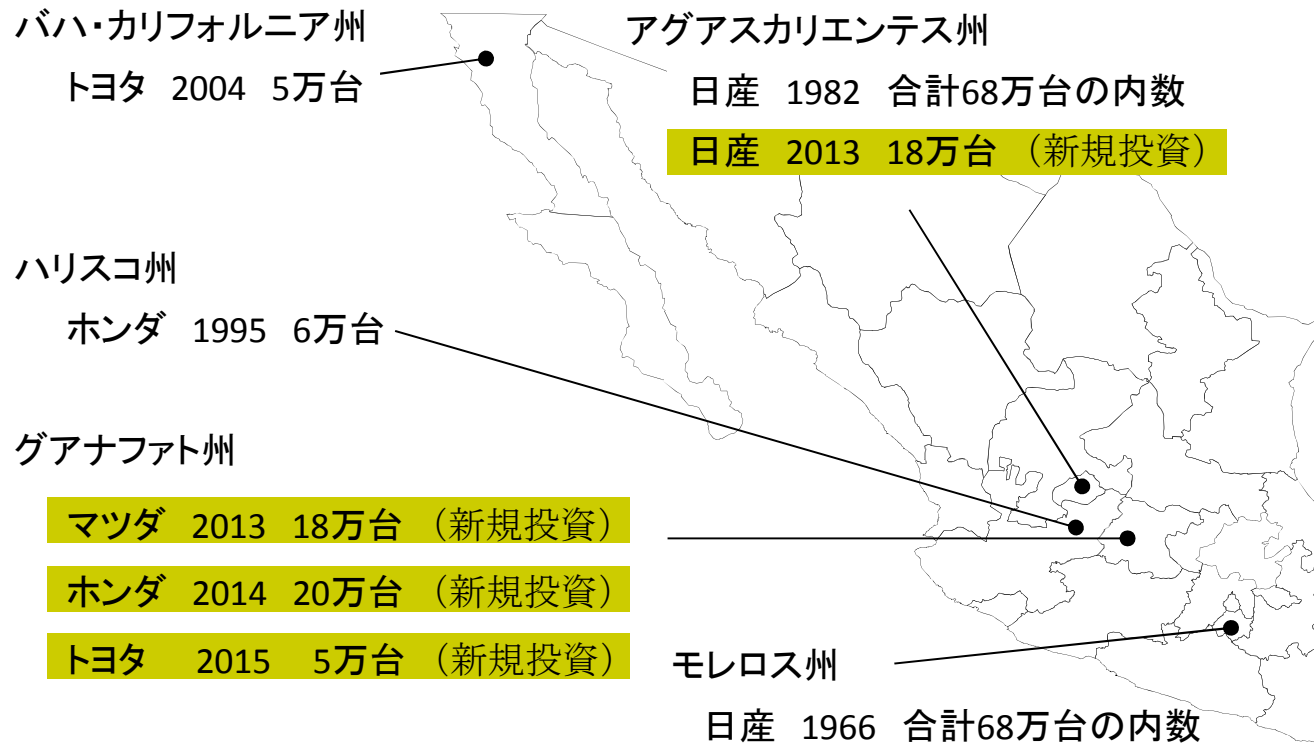 バハ・カリフォルニア州
トヨタ 2004 5万台
アグアスカリエンテス州
日産 1982 合計68万台の内数
日産 2013 18万台 （新規投資）
ハリスコ州
ホンダ 1995 6万台
グアナファト州
マツダ 2013 18万台 （新規投資）
ホンダ 2014 20万台 （新規投資）
トヨタ 2015 5万台 （新規投資）
モレロス州
日産 1966 合計68万台の内数